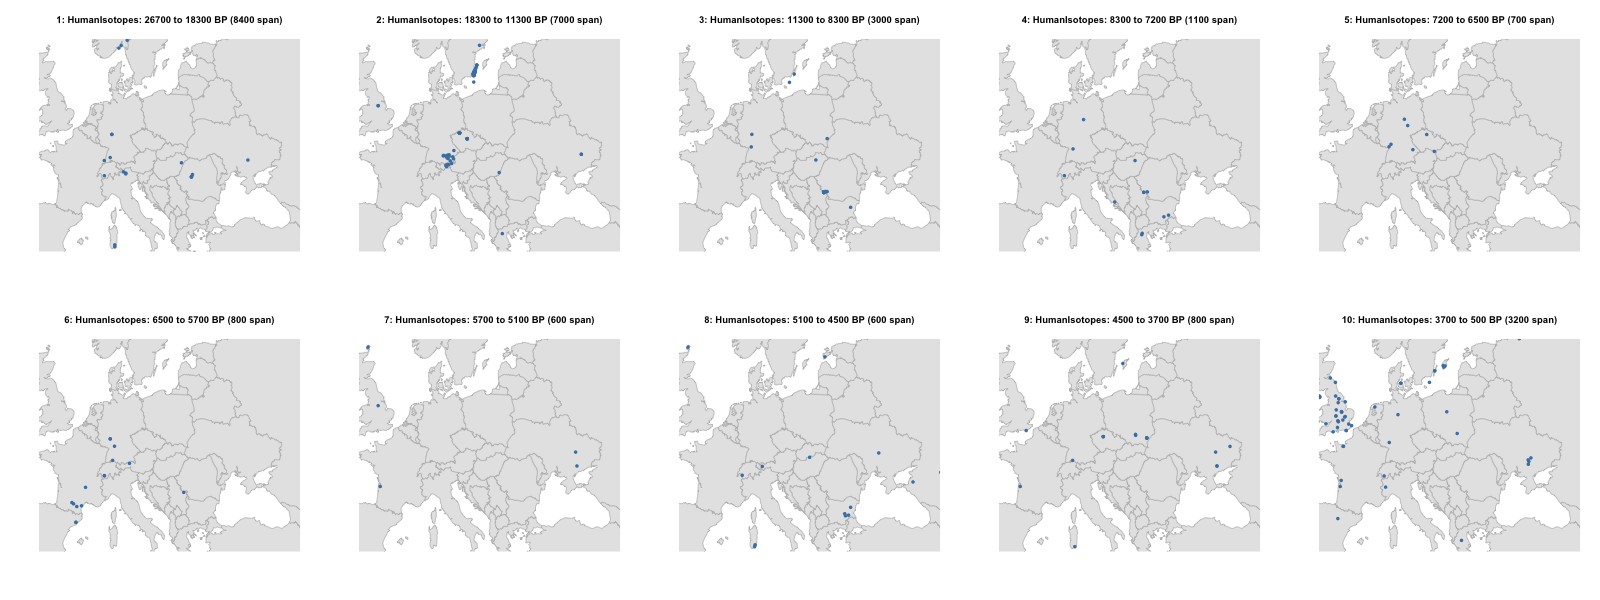 1: HumanIsotopes: 26700 to 18300 BP (8400 span)
2: HumanIsotopes: 18300 to 11300 BP (7000 span)
3: HumanIsotopes: 11300 to 8300 BP (3000 span)
4: HumanIsotopes: 8300 to 7200 BP (1100 span)
5: HumanIsotopes: 7200 to 6500 BP (700 span)
6: HumanIsotopes: 6500 to 5700 BP (800 span)
7: HumanIsotopes: 5700 to 5100 BP (600 span)
8: HumanIsotopes: 5100 to 4500 BP (600 span)
9: HumanIsotopes: 4500 to 3700 BP (800 span)
10: HumanIsotopes: 3700 to 500 BP (3200 span)